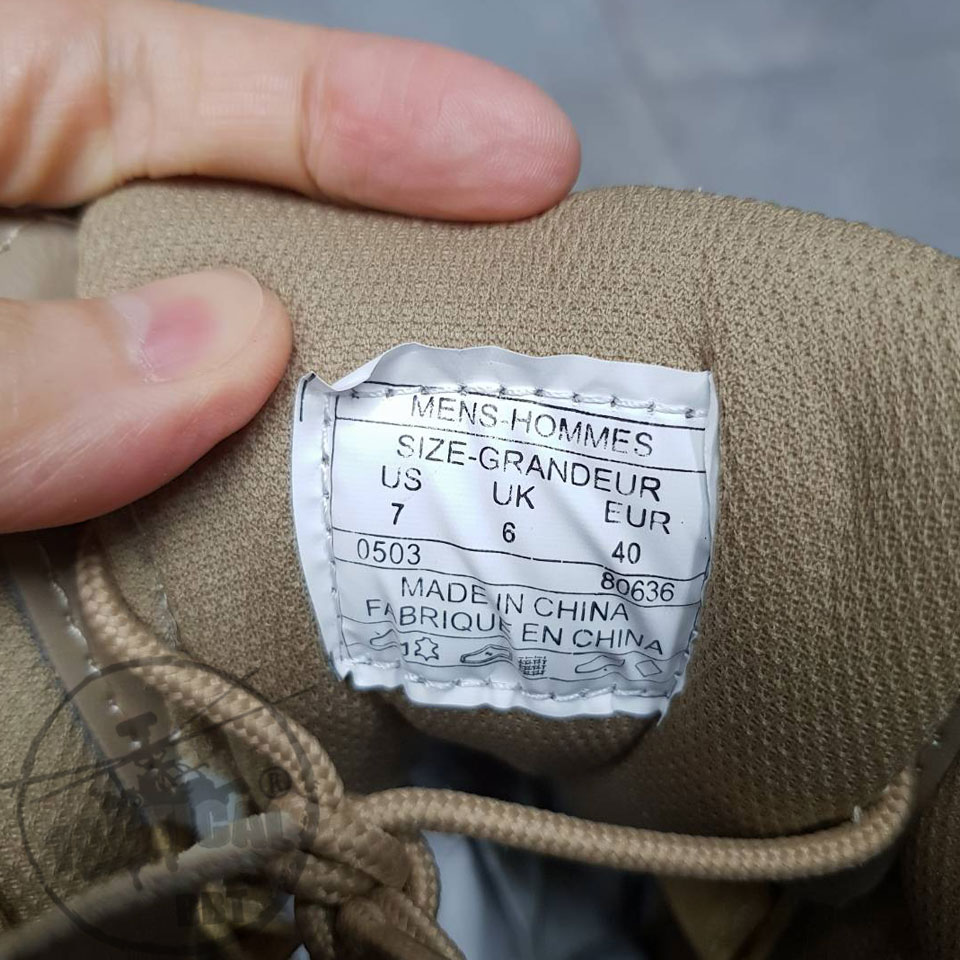 MENS-HOMMES
SIZE-GRANDEUR
US UK EUR
7 6 40
0503 80636
MADE IN CHINA
FABRIQUE EN CHINA
®